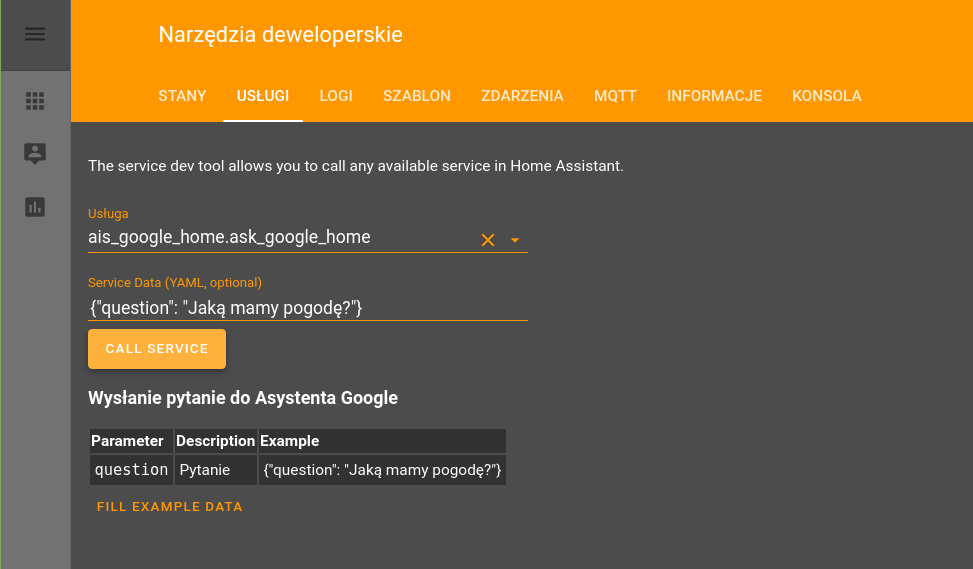 Narzędzia deweloperskie
STANY USŁUGI LOGI SZABLON ZDARZENIA MQTT INFORMACJE KONSOLA
The service dev tool allows you to call any available service in Home Assistant.
Usługa
ais_google_home.ask_google_home
Service Data (YAML, optional)
{"question": "Jaką mamy pogodę?"}
CALL SERVICE
Wysłanie pytanie do Asystenta Google
Parameter Description Example
question Pytanie {"question": "Jaką mamy pogodę?"}
FILL EXAMPLE DATA